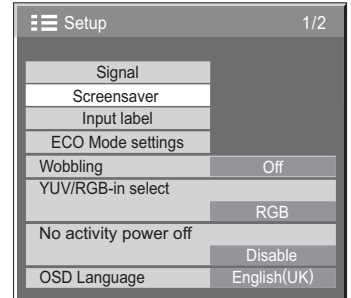 Setup 1/2
Signal
Screensaver
Input label
ECO Mode settings
Wobbling Off
YUV/RGB-in select
RGB
No activity power off
Disable
OSD Language English(UK)